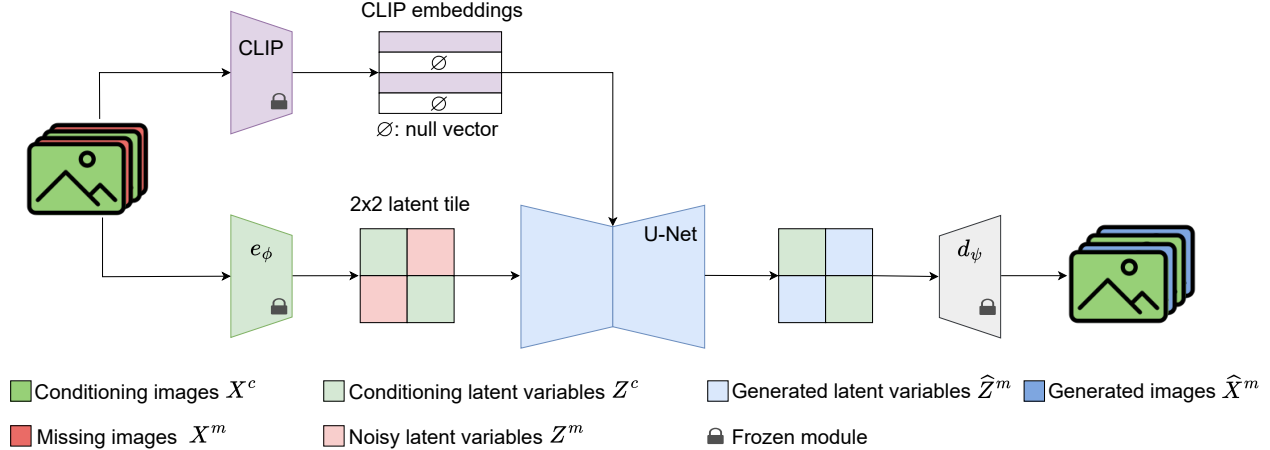 CLIP embeddings
CLIP
∅
∅
∅: null vector
2x2 latent tile
e_ϕ
U-Net
d_ψ
Conditioning images X^c
Conditioning latent variables Z^c
Generated latent variables Ẑ^m
Generated images X̂^m
Missing images X^m
Noisy latent variables Z^m
Frozen module